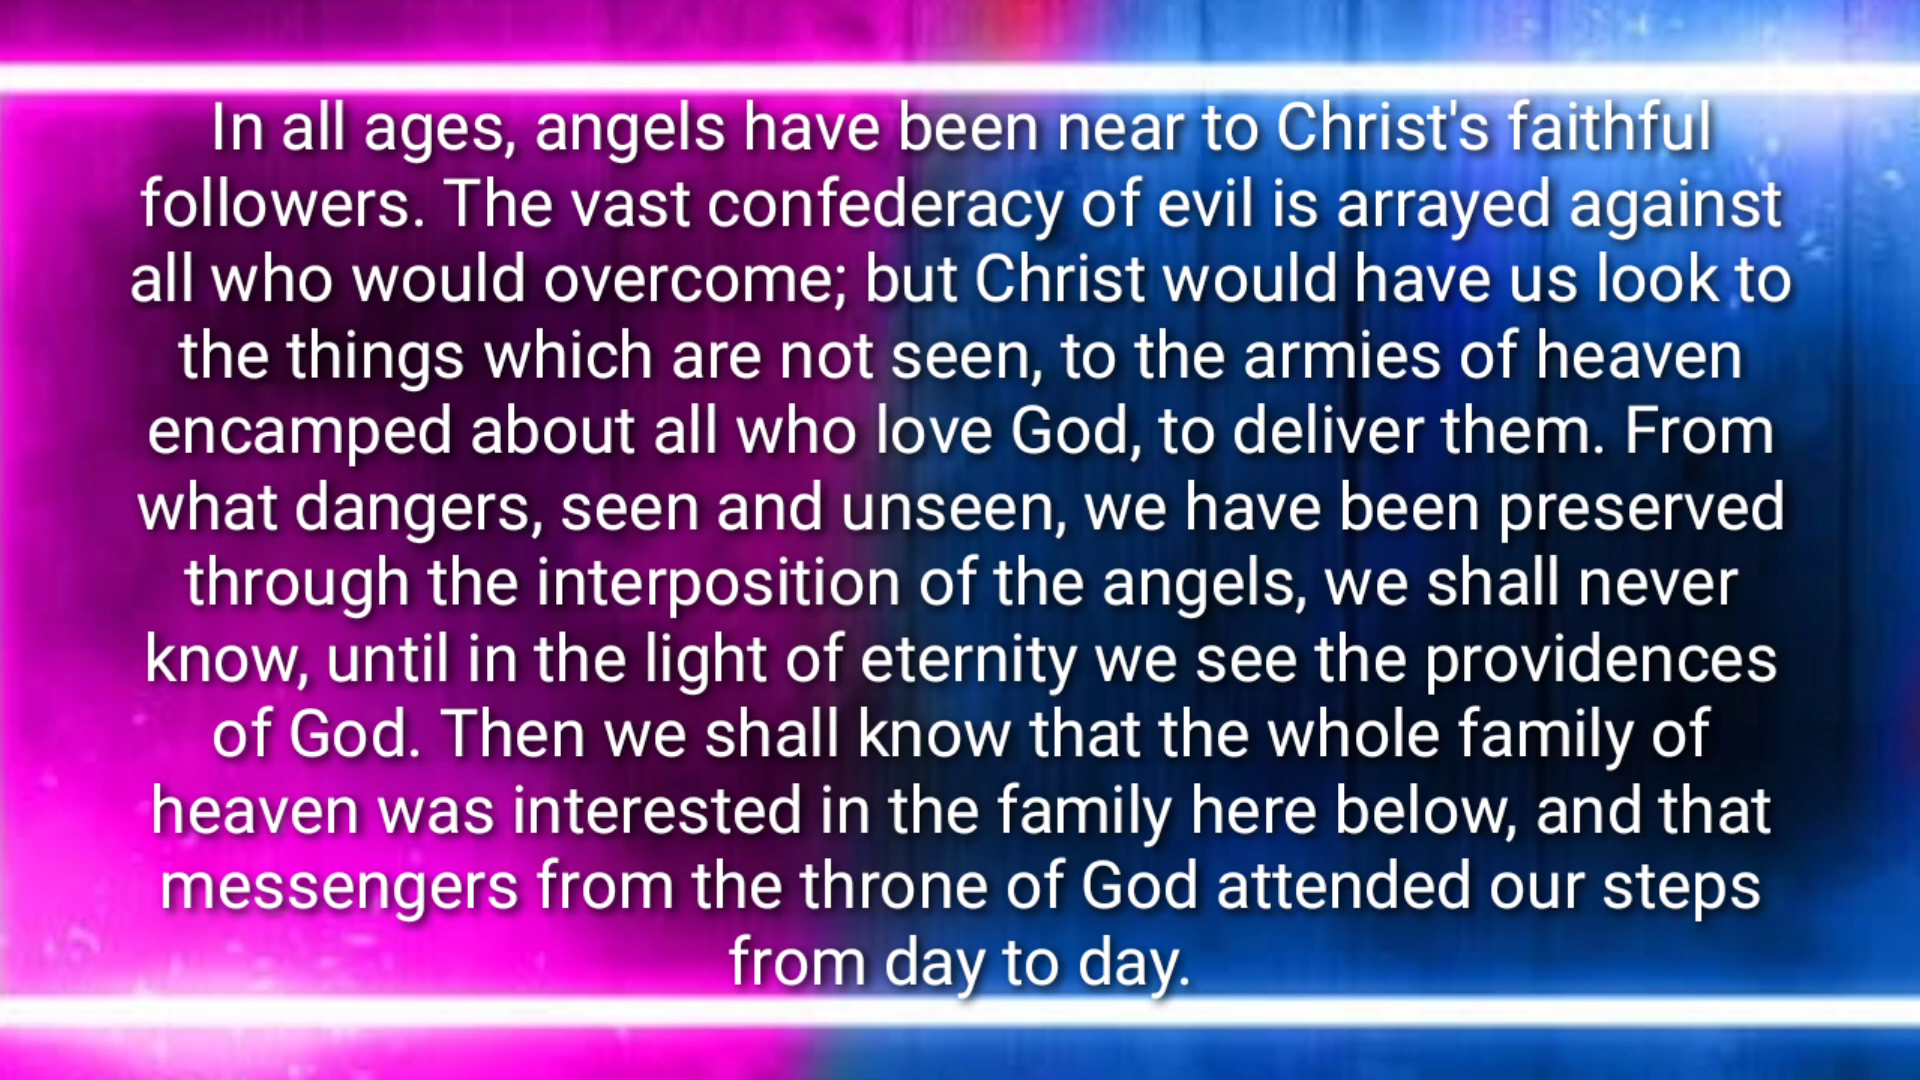 In all ages, angels have been near to Christ's faithful
followers. The vast confederacy of evil is arrayed against
all who would overcome; but Christ would have us look to
the things which are not seen, to the armies of heaven
encamped about all who love God, to deliver them. From
what dangers, seen and unseen, we have been preserved
through the interposition of the angels, we shall never
know, until in the light of eternity we see the providences
of God. Then we shall know that the whole family of
heaven was interested in the family here below, and that
messengers from the throne of God attended our steps
from day to day.